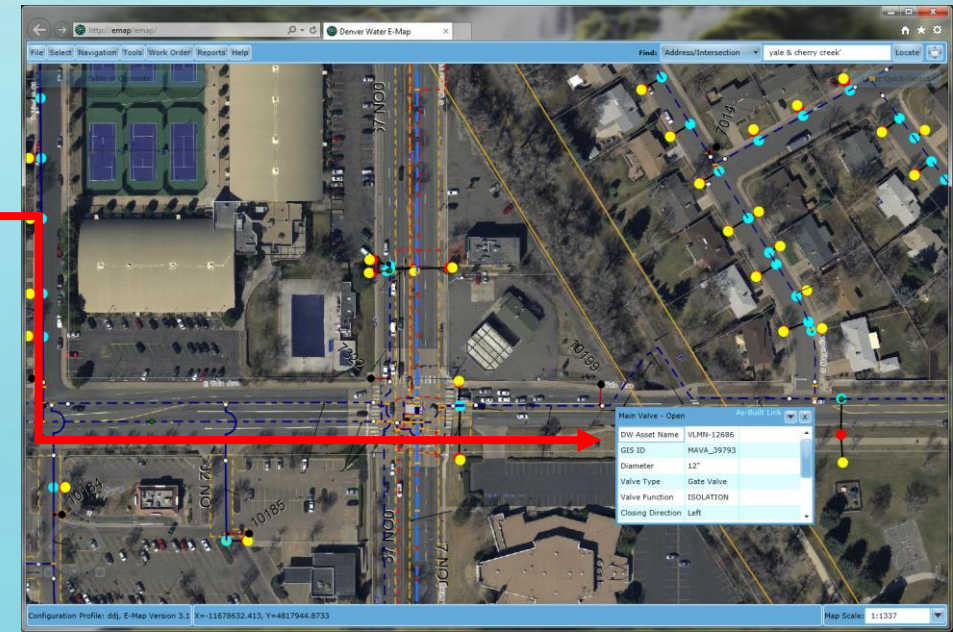 http://emap/emap/
Denver Water E-Map
File Select Navigation Tools Work Order Reports Help
Find: Address/Intersection yale & cherry creek' Locate
Table of Contents
7014
10199
Main Valve - Open As-Built Link X
DW Asset Name VLMN-12686
GIS ID MAVA_39793
Diameter 12"
Valve Type Gate Valve
Valve Function ISOLATION
Closing Direction Left
10184
10185
Configuration Profile: ddj, E-Map Version 3.1 X=-11678632.413, Y=4817944.8733 Map Scale: 1:1337